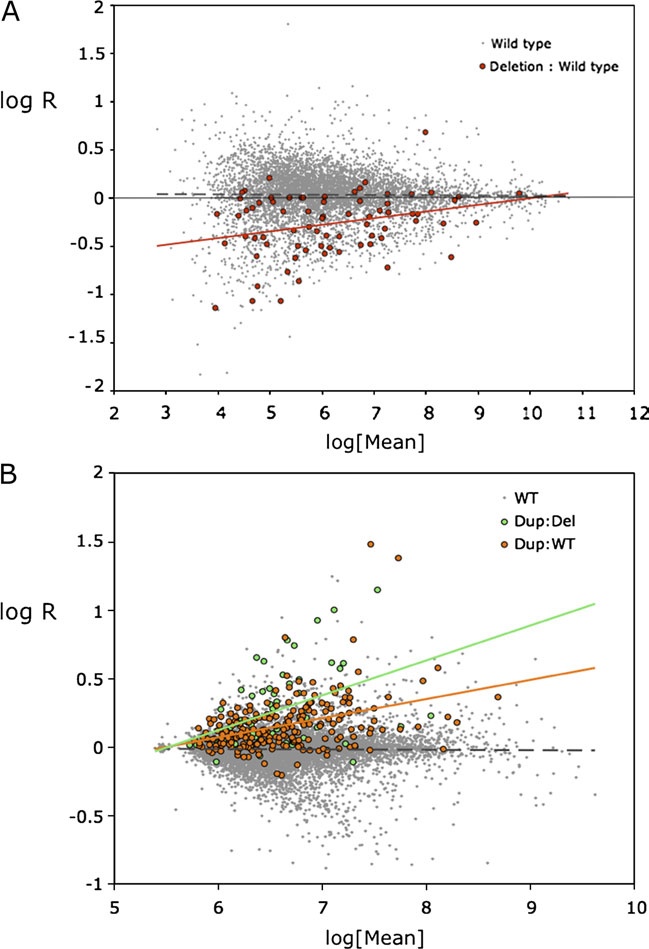 A
2
1.5
1
log R
0.5
0
-0.5
-1
-1.5
-2
Wild type
Deletion : Wild type
2 3 4 5 6 7 8 9 10 11 12
log[Mean]
B
2
1.5
1
log R
0.5
0
-0.5
-1
WT
Dup:Del
Dup:WT
5 6 7 8 9 10
log[Mean]